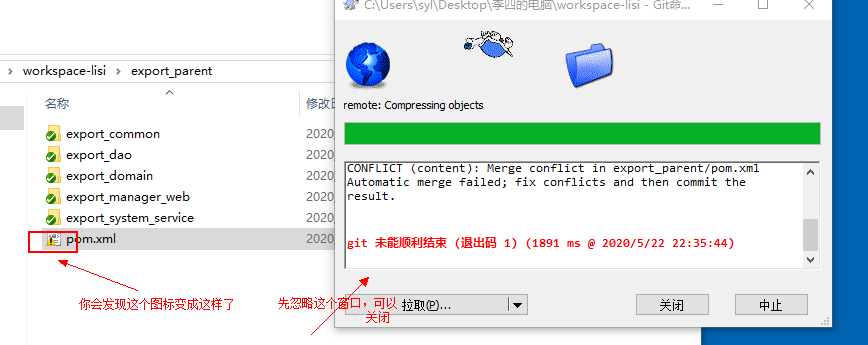 C:\Users\syl\Desktop\李四的电脑\workspace-lisi - Git命...
workspace-lisi › export_parent
名称
修改日
export_common
2020
export_dao
2020
export_domain
2020
export_manager_web
2020
export_system_service
2020
pom.xml
2020
remote: Compressing objects
CONFLICT (content): Merge conflict in export_parent/pom.xml
Automatic merge failed; fix conflicts and then commit the
result.
git 未能顺利结束 (退出码 1) (1891 ms @ 2020/5/22 22:35:44)
拉取(P)...
关闭
中止
你会发现这个图标变成这样了
先忽略这个窗口，可以
关闭